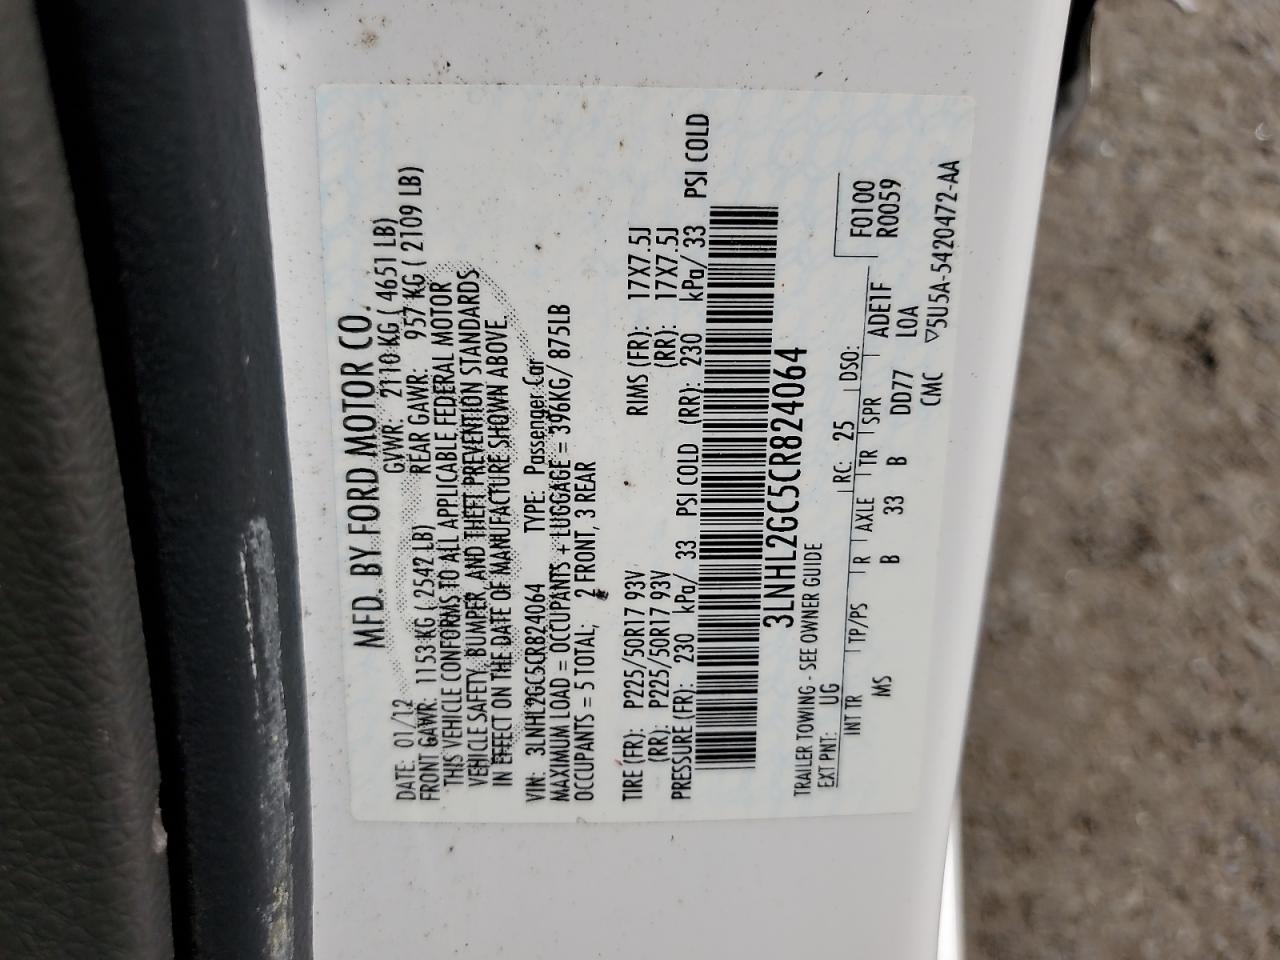 MFD. BY FORD MOTOR CO.
DATE: 01/12 GVWR: 2110 KG ( 4651 LB)
FRONT GAWR: 1153 KG ( 2542 LB) REAR GAWR: 957 KG ( 2109 LB)
THIS VEHICLE CONFORMS TO ALL APPLICABLE FEDERAL MOTOR
VEHICLE SAFETY, BUMPER, AND THEFT PREVENTION STANDARDS
IN EFFECT ON THE DATE OF MANUFACTURE SHOWN ABOVE.
VIN: 3LNHL2GC5CR824064 TYPE: Passenger Car
MAXIMUM LOAD = OCCUPANTS + LUGGAGE = 396KG/ 875LB
OCCUPANTS = 5 TOTAL; 2 FRONT, 3 REAR
TIRE (FR): P225/50R17 93V RIMS (FR): 17X7.5J
(RR): P225/50R17 93V (RR): 17X7.5J
PRESSURE (FR): 230 kPa/ 33 PSI COLD (RR): 230 kPa/ 33 PSI COLD
3LNHL2GC5CR824064
TRAILER TOWING - SEE OWNER GUIDE
EXT PNT: UG RC: 25 DSO: F0100
R0059
INT TR TP/PS R AXLE TR SPR ADE1F
MS B 33 B DD77 LOA
CMC ▽5U5A-5420472-AA